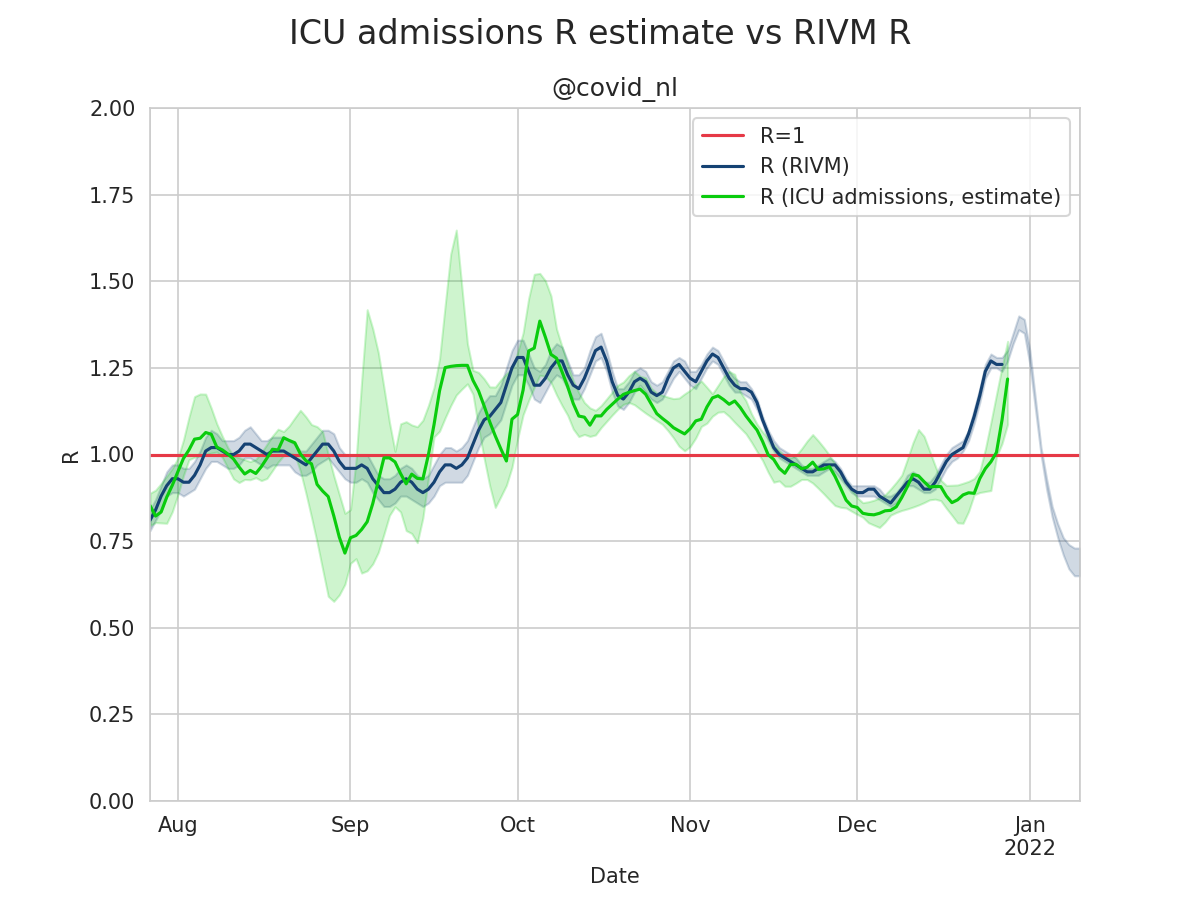 ICU admissions R estimate vs RIVM R
@covid_nl
2.00
1.75
1.50
1.25
1.00
0.75
0.50
0.25
0.00
R
R=1
R (RIVM)
R (ICU admissions, estimate)
Aug Sep Oct Nov Dec Jan
2022
Date